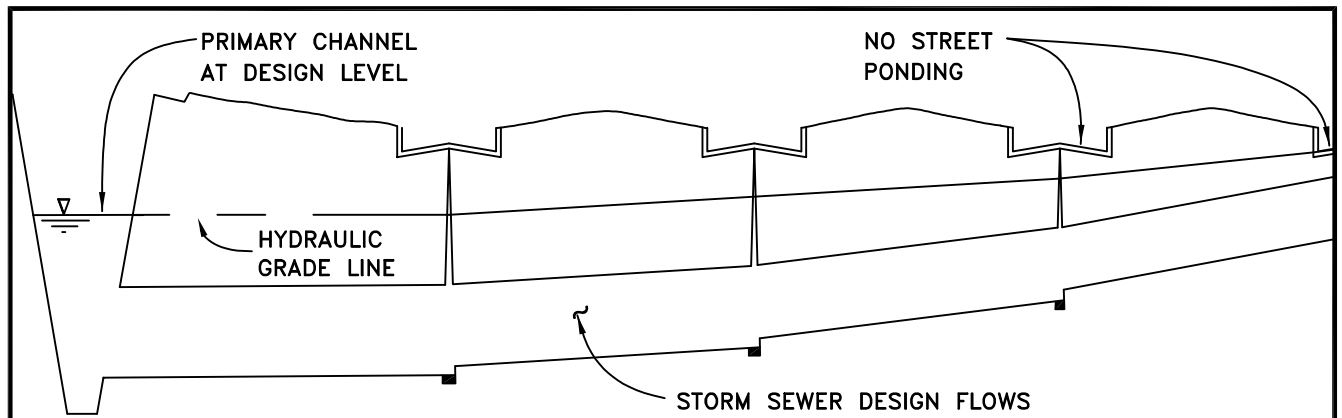 PRIMARY CHANNEL
AT DESIGN LEVEL
NO STREET
PONDING
HYDRAULIC
GRADE LINE
STORM SEWER DESIGN FLOWS